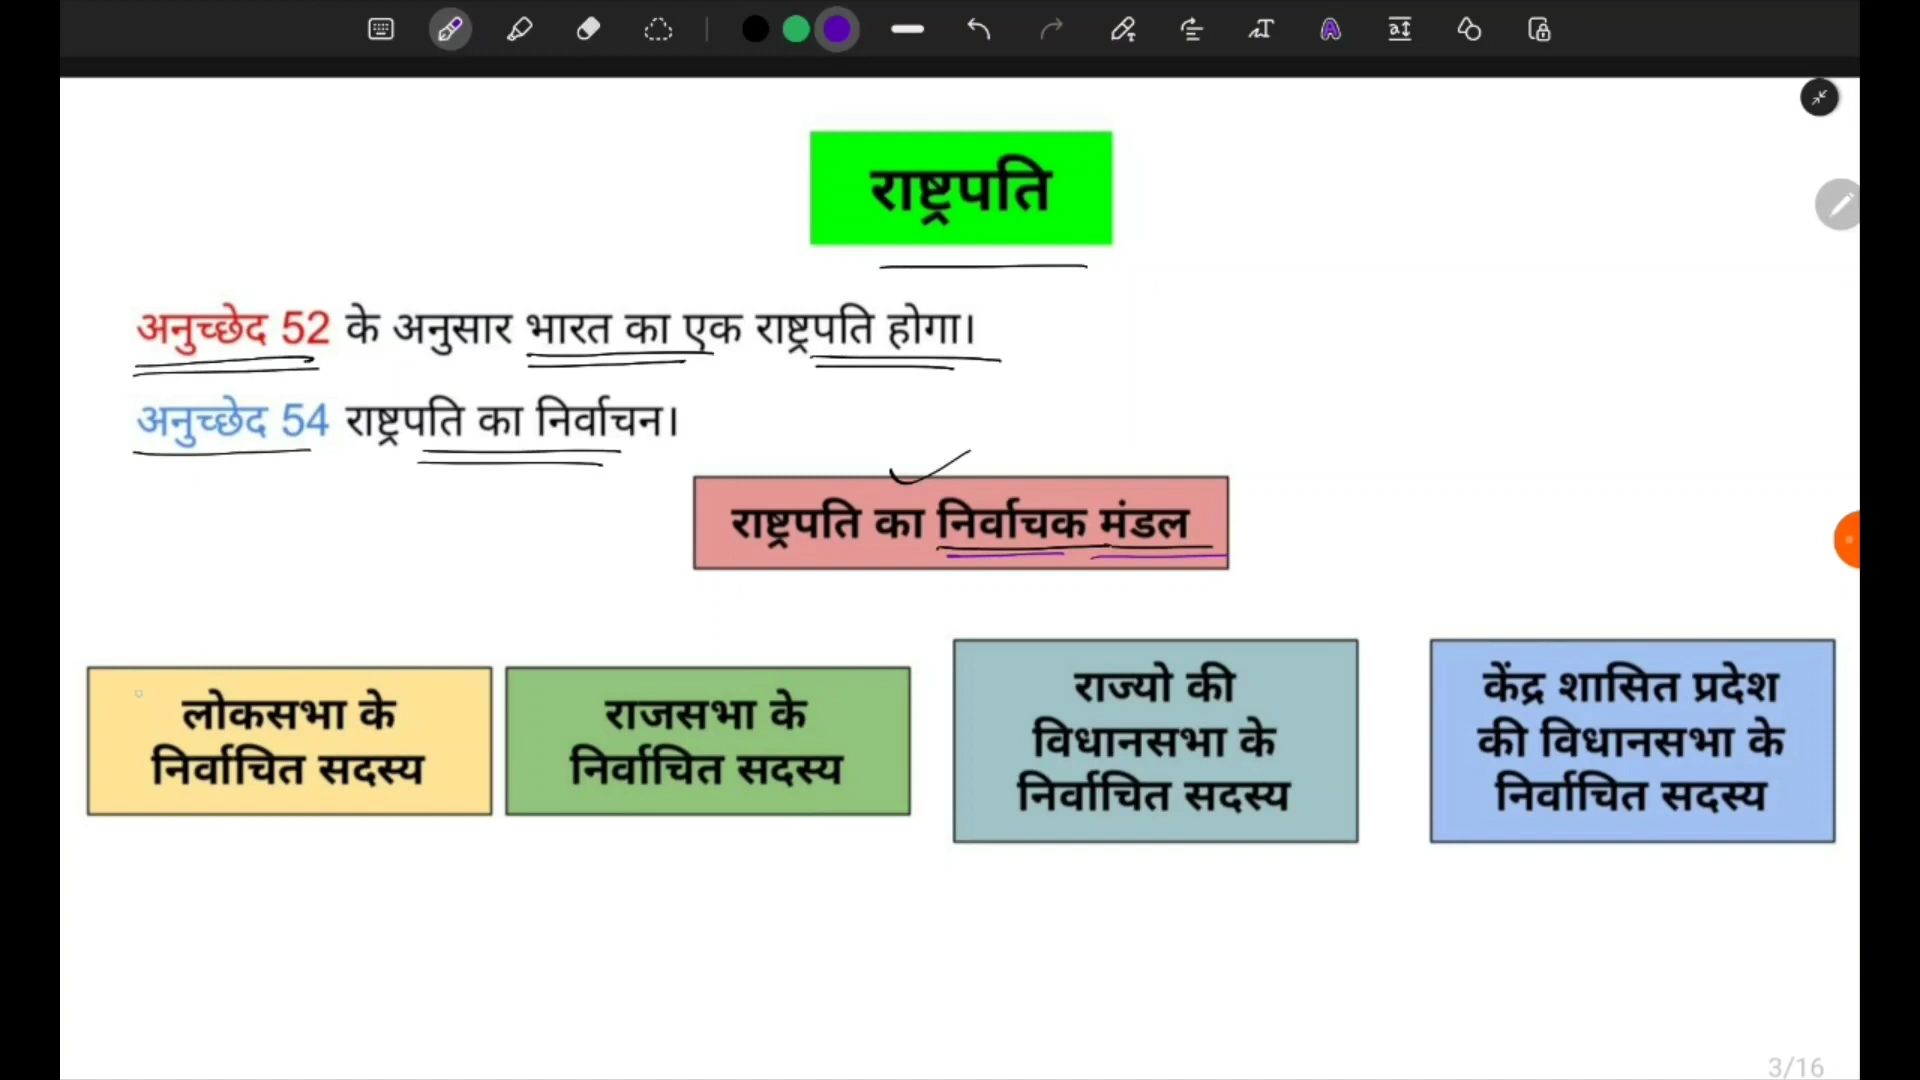 राष्ट्रपति
अनुच्छेद 52 के अनुसार भारत का एक राष्ट्रपति होगा।
अनुच्छेद 54 राष्ट्रपति का निर्वाचन।
राष्ट्रपति का निर्वाचक मंडल
लोकसभा के
निर्वाचित सदस्य
राजसभा के
निर्वाचित सदस्य
राज्यो की
विधानसभा के
निर्वाचित सदस्य
केंद्र शासित प्रदेश
की विधानसभा के
निर्वाचित सदस्य
3/16